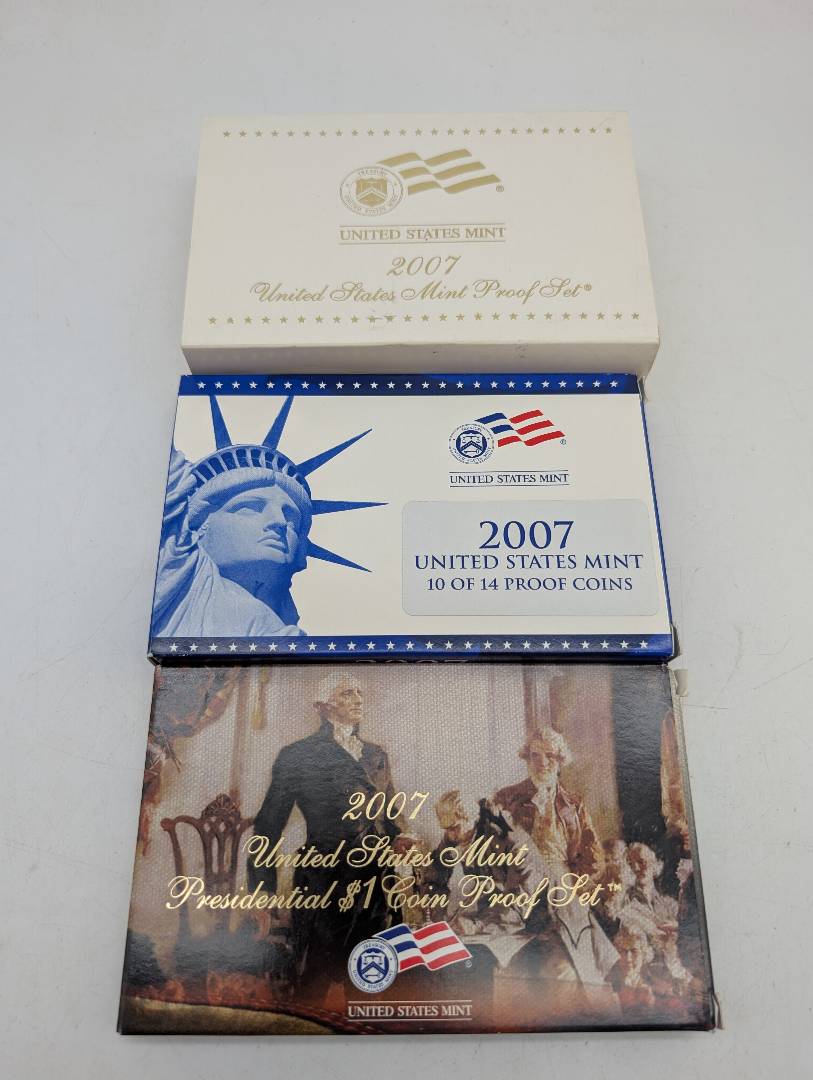 UNITED STATES MINT
2007
United States Mint Proof Set®
UNITED STATES MINT
2007
UNITED STATES MINT
10 OF 14 PROOF COINS
2007
2007
United States Mint
Presidential $1 Coin Proof Set™
UNITED STATES MINT